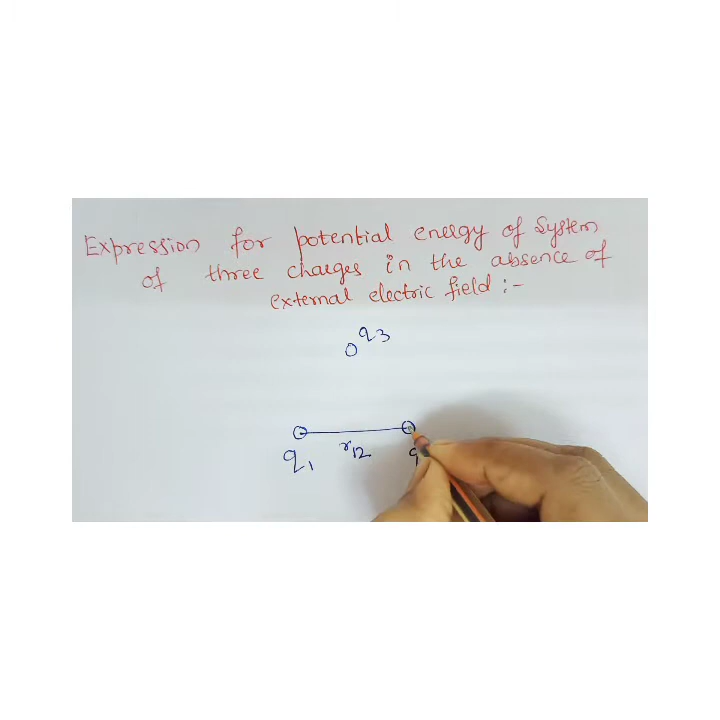 Expression for potential energy of System
of three charges in the absence of
external electric field :-
q3
r12
q1